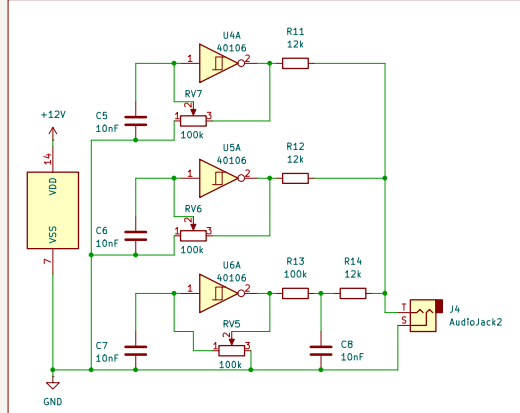 U4A
40106
1
2
R11
12k
RV7
2
1
3
100k
C5
10nF
+12V
14
VDD
VSS
7
GND
U5A
40106
1
2
R12
12k
RV6
2
1
3
100k
C6
10nF
U6A
40106
1
2
R13
100k
R14
12k
RV5
2
1
3
100k
C7
10nF
C8
10nF
T
S
J4
AudioJack2